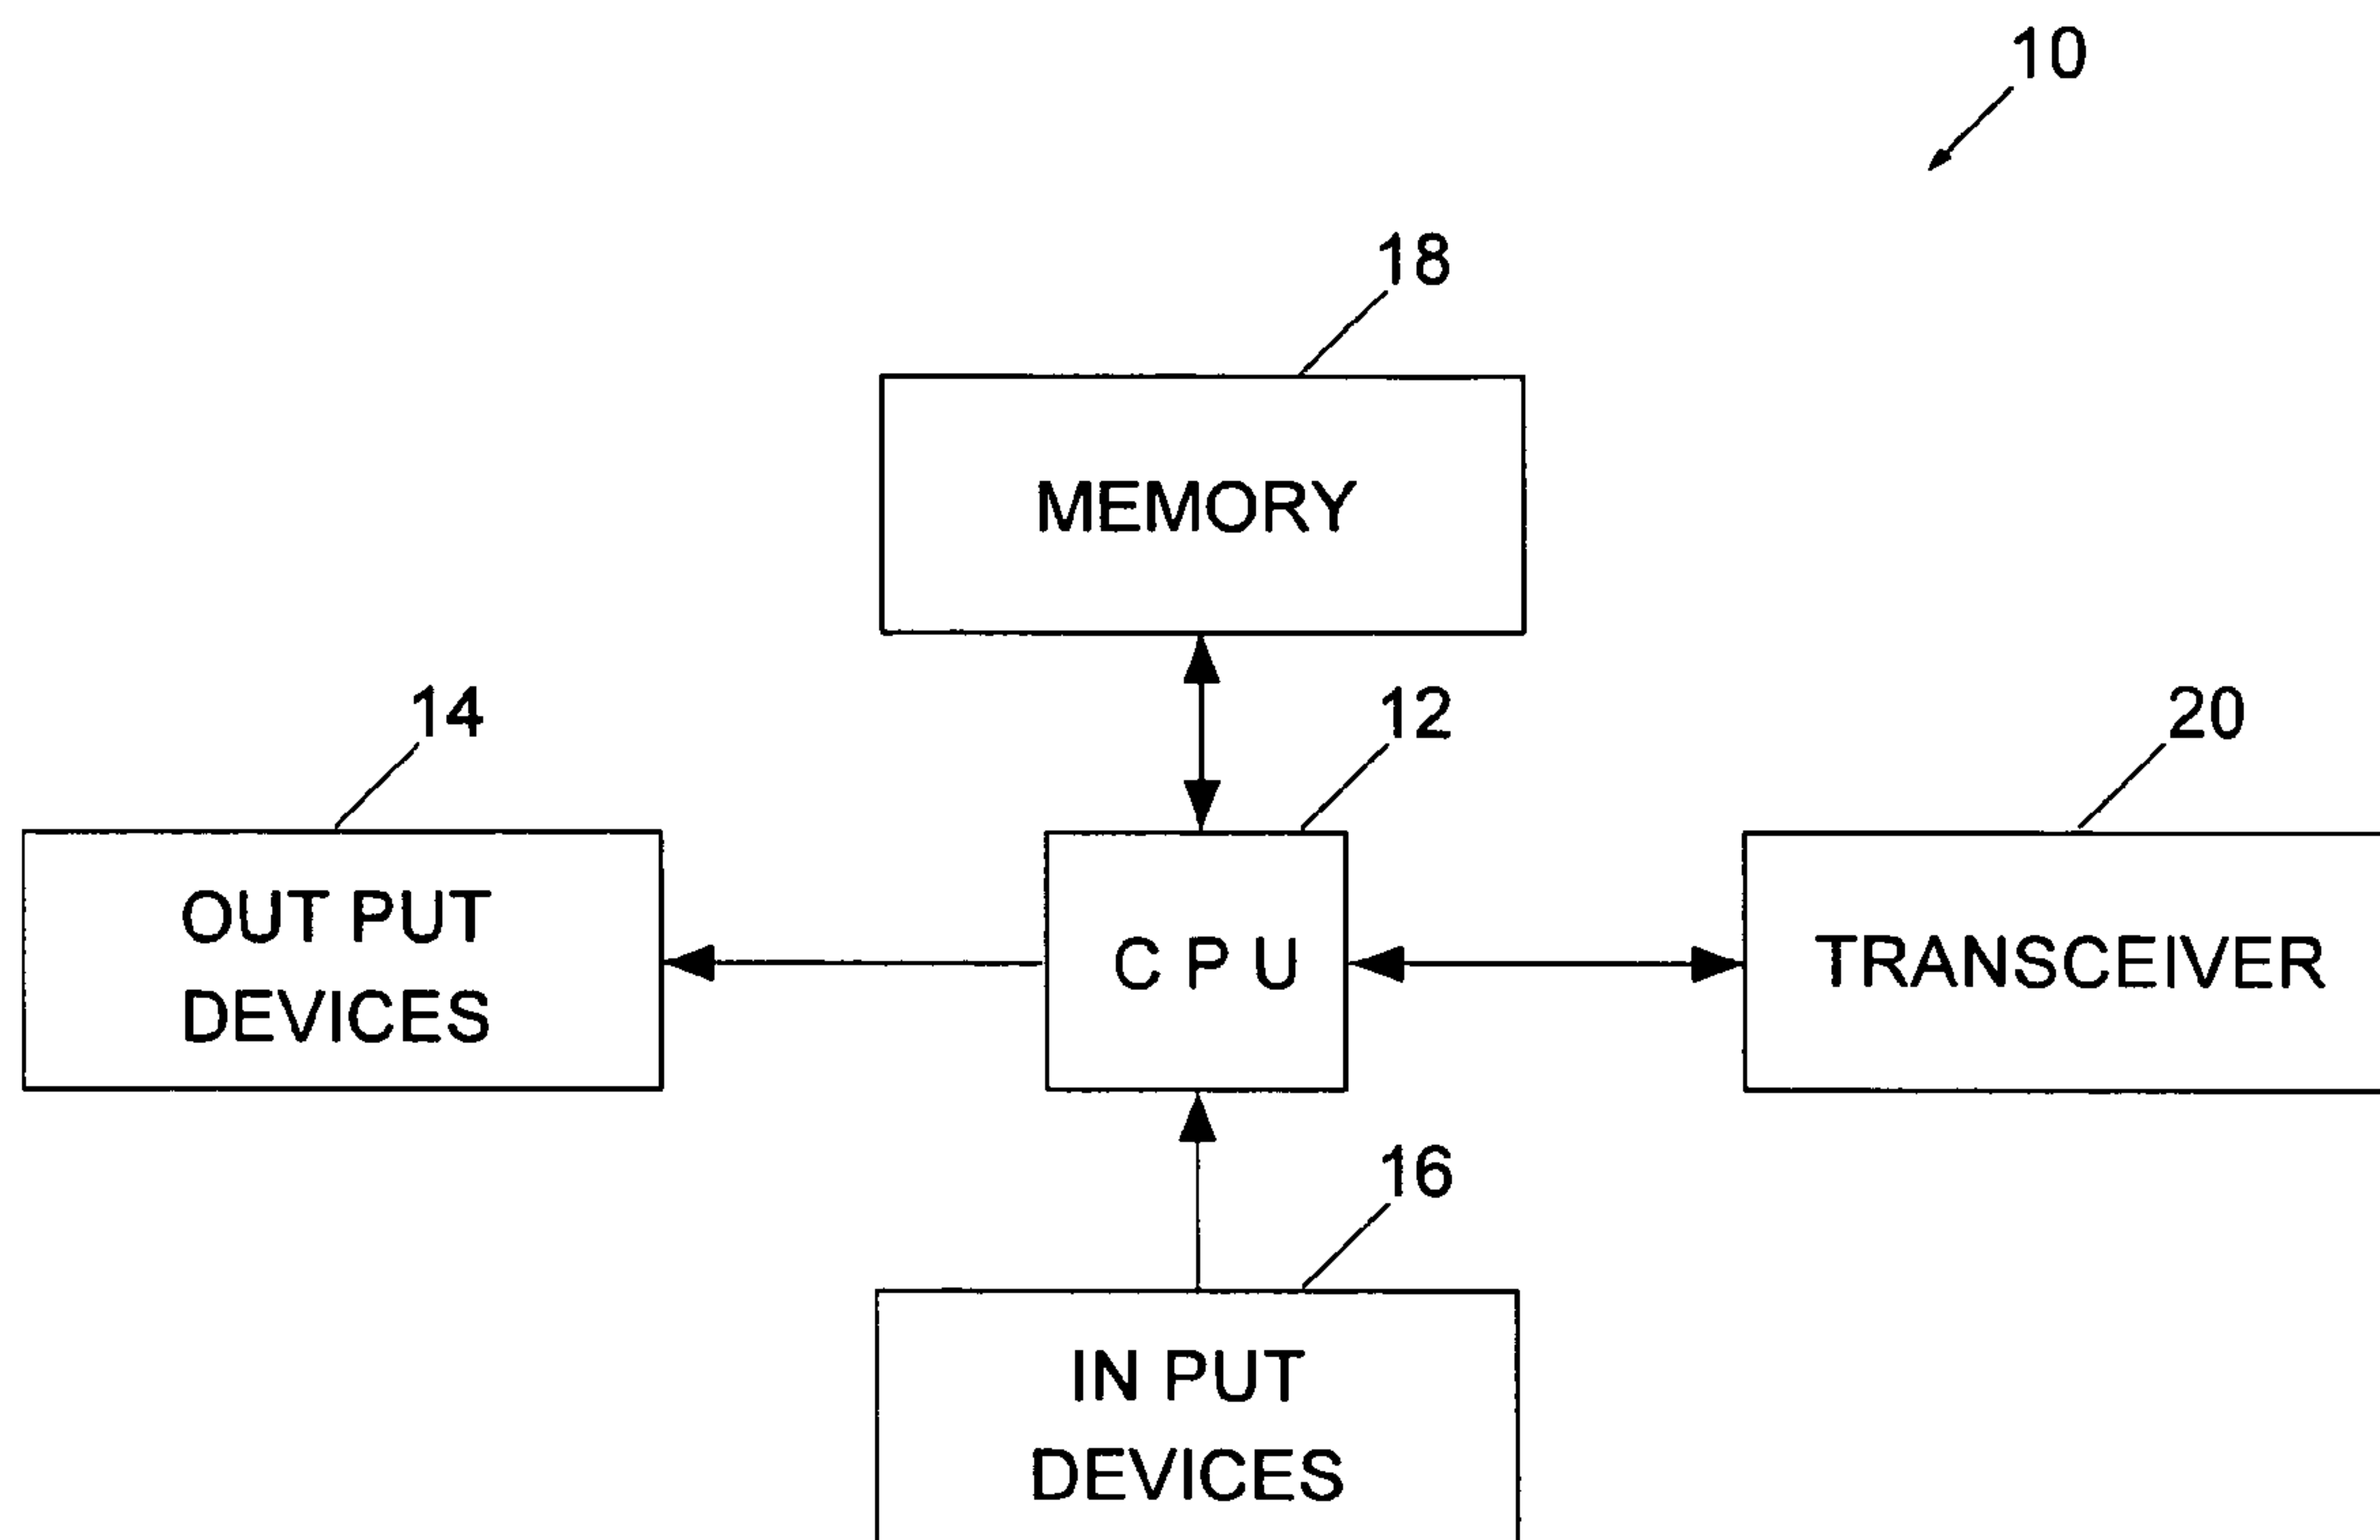 10
18
MEMORY
14
12
20
OUT PUT
DEVICES
C P U
TRANSCEIVER
16
IN PUT
DEVICES